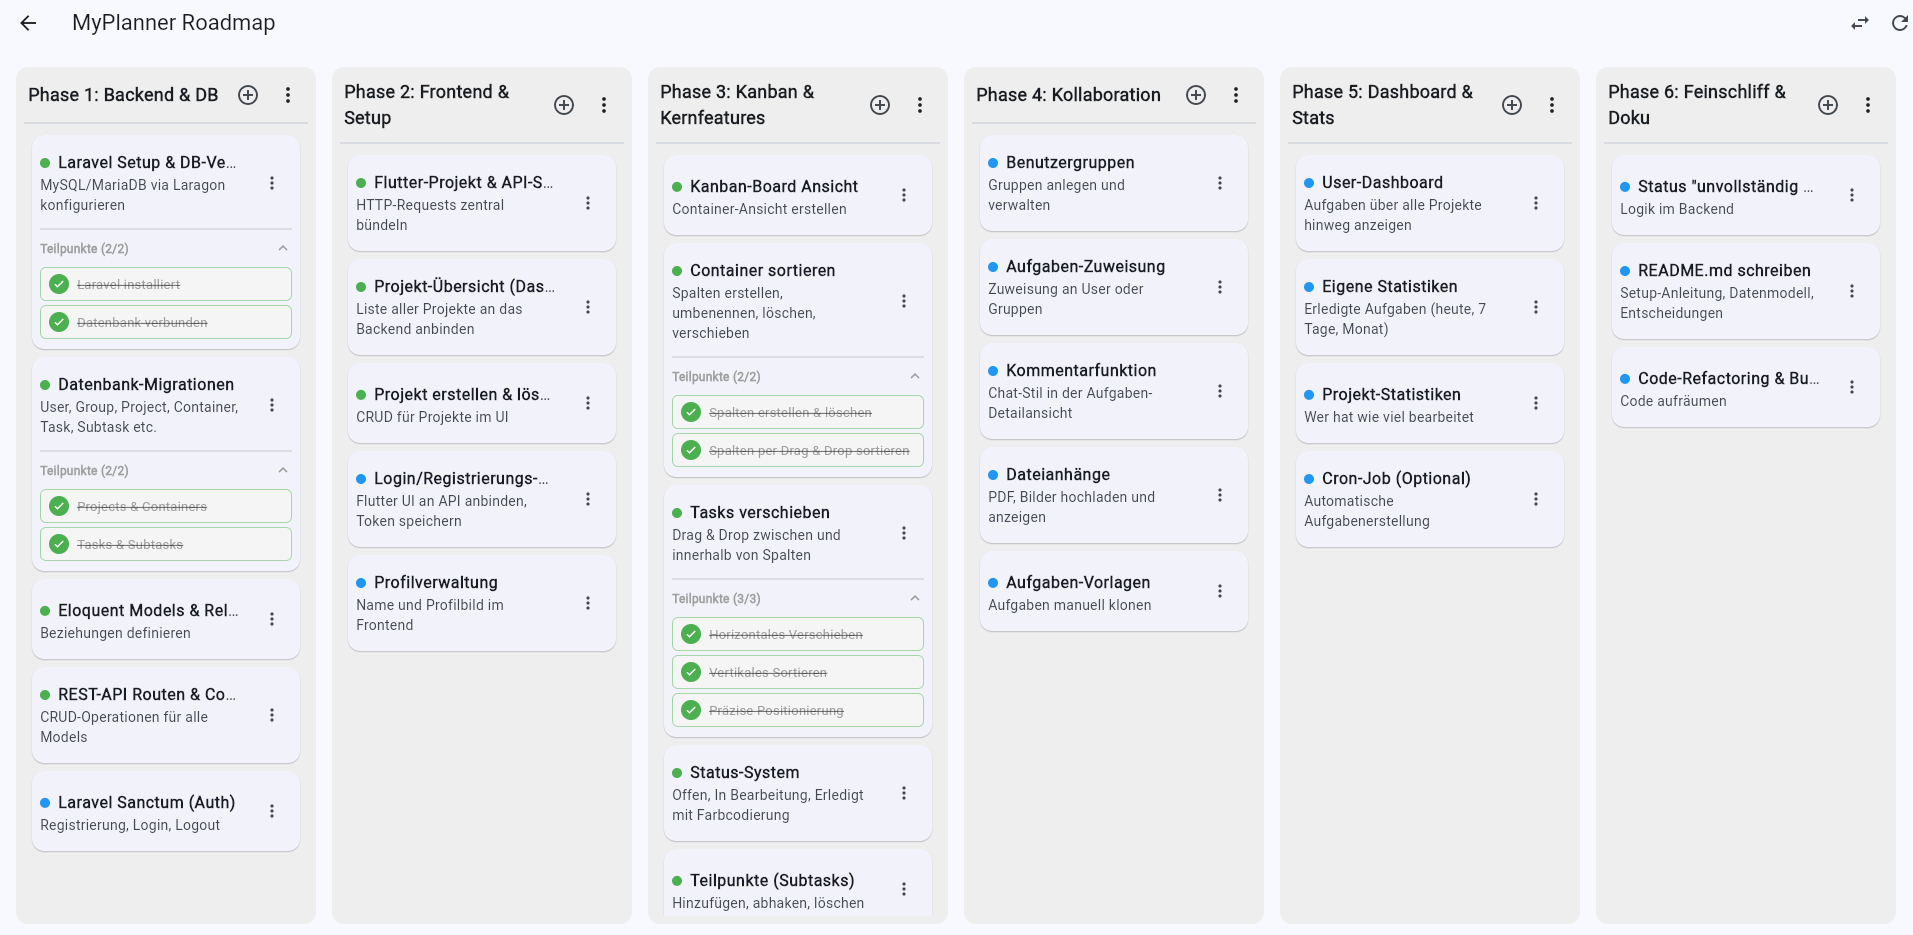 MyPlanner Roadmap
Phase 1: Backend & DB
Laravel Setup & DB-Ve...
MySQL/MariaDB via Laragon
konfigurieren
Teilpunkte (2/2)
Laravel installiert
Datenbank verbunden
Datenbank-Migrationen
User, Group, Project, Container,
Task, Subtask etc.
Teilpunkte (2/2)
Projects & Containers
Tasks & Subtasks
Eloquent Models & Rel...
Beziehungen definieren
REST-API Routen & Co...
CRUD-Operationen für alle
Models
Laravel Sanctum (Auth)
Registrierung, Login, Logout
Phase 2: Frontend &
Setup
Flutter-Projekt & API-S...
HTTP-Requests zentral
bündeln
Projekt-Übersicht (Das...
Liste aller Projekte an das
Backend anbinden
Projekt erstellen & lös...
CRUD für Projekte im UI
Login/Registrierungs-...
Flutter UI an API anbinden,
Token speichern
Profilverwaltung
Name und Profilbild im
Frontend
Phase 3: Kanban &
Kernfeatures
Kanban-Board Ansicht
Container-Ansicht erstellen
Container sortieren
Spalten erstellen,
umbenennen, löschen,
verschieben
Teilpunkte (2/2)
Spalten erstellen & löschen
Spalten per Drag & Drop sortieren
Tasks verschieben
Drag & Drop zwischen und
innerhalb von Spalten
Teilpunkte (3/3)
Horizontales Verschieben
Vertikales Sortieren
Präzise Positionierung
Status-System
Offen, In Bearbeitung, Erledigt
mit Farbcodierung
Teilpunkte (Subtasks)
Hinzufügen, abhaken, löschen
Phase 4: Kollaboration
Benutzergruppen
Gruppen anlegen und
verwalten
Aufgaben-Zuweisung
Zuweisung an User oder
Gruppen
Kommentarfunktion
Chat-Stil in der Aufgaben-
Detailansicht
Dateianhänge
PDF, Bilder hochladen und
anzeigen
Aufgaben-Vorlagen
Aufgaben manuell klonen
Phase 5: Dashboard &
Stats
User-Dashboard
Aufgaben über alle Projekte
hinweg anzeigen
Eigene Statistiken
Erledigte Aufgaben (heute, 7
Tage, Monat)
Projekt-Statistiken
Wer hat wie viel bearbeitet
Cron-Job (Optional)
Automatische
Aufgabenerstellung
Phase 6: Feinschliff &
Doku
Status "unvollständig ...
Logik im Backend
README.md schreiben
Setup-Anleitung, Datenmodell,
Entscheidungen
Code-Refactoring & Bu...
Code aufräumen